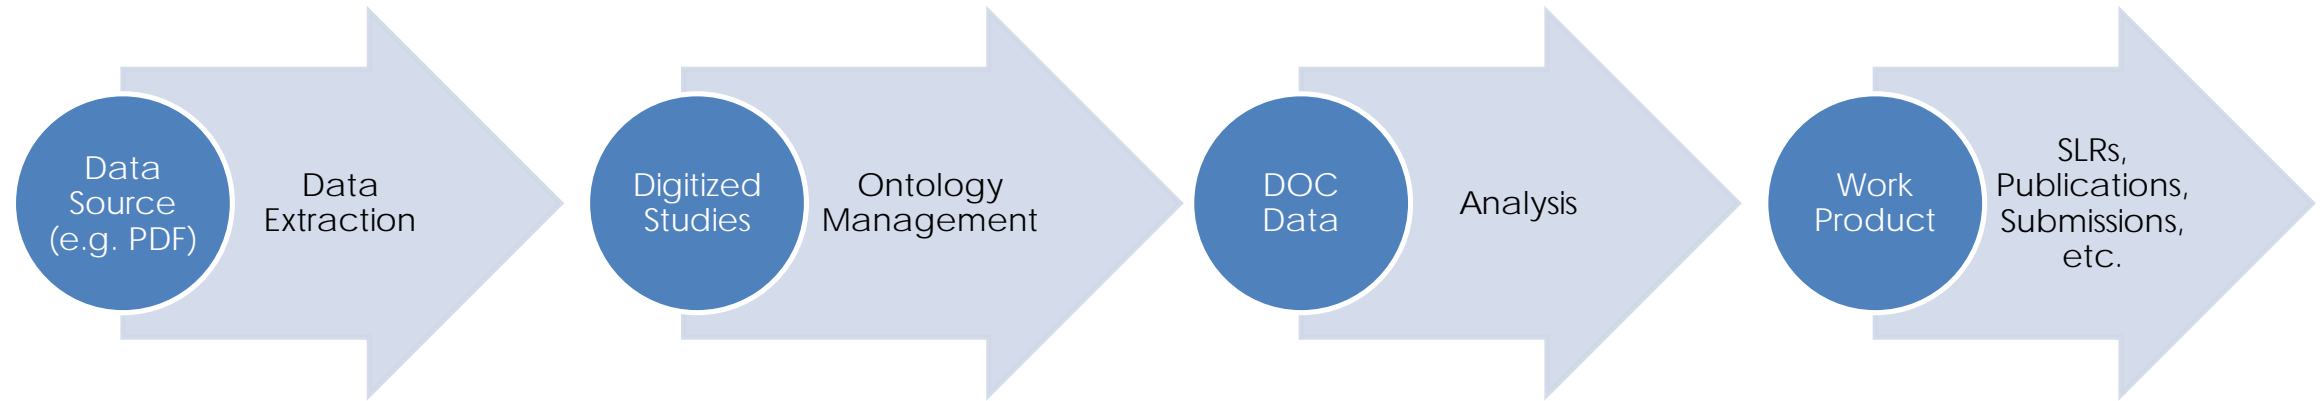 Data
Source
(e.g. PDF)
Data
Extraction
Digitized
Studies
Ontology
Management
DOC
Data
Analysis
Work
Product
SLRs,
Publications,
Submissions,
etc.